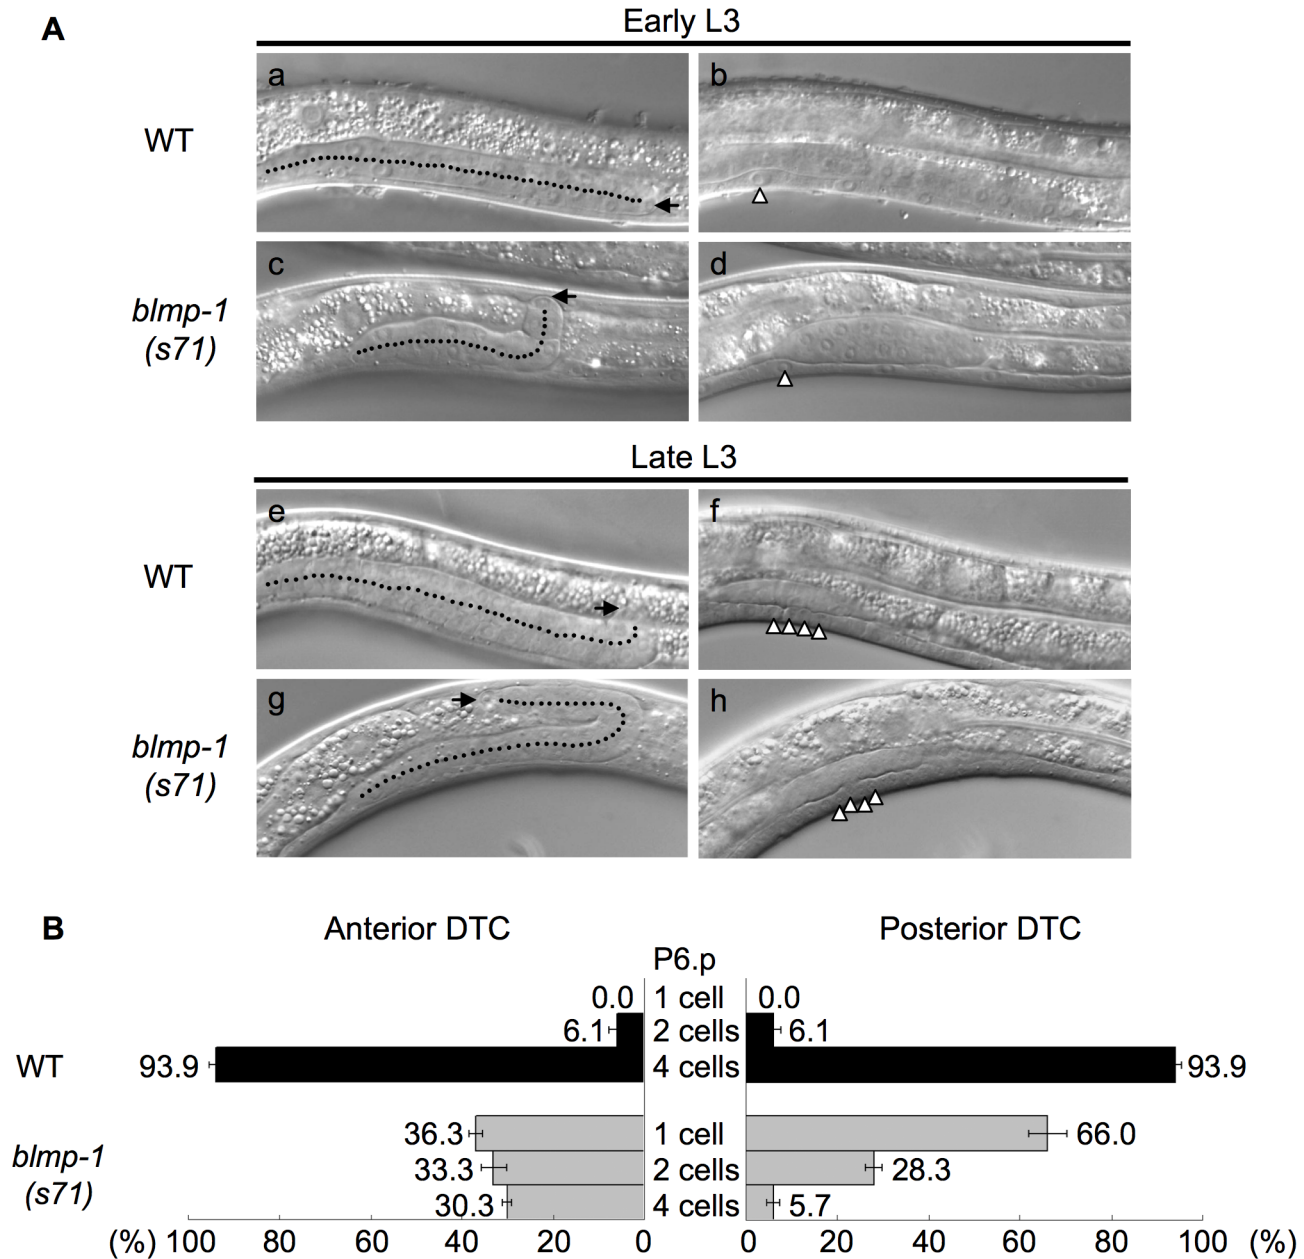 A
Early L3
a
b
WT
c
d
blmp-1
(s71)
Late L3
e
f
WT
g
h
blmp-1
(s71)
B
Anterior DTC
Posterior DTC
P6.p
0.0 1 cell 0.0
6.1 2 cells 6.1
WT 93.9 4 cells 93.9
36.3 1 cell 66.0
blmp-1
(s71)
33.3 2 cells 28.3
30.3 4 cells 5.7
(%) 100 80 60 40 20 0 0 20 40 60 80 100 (%)